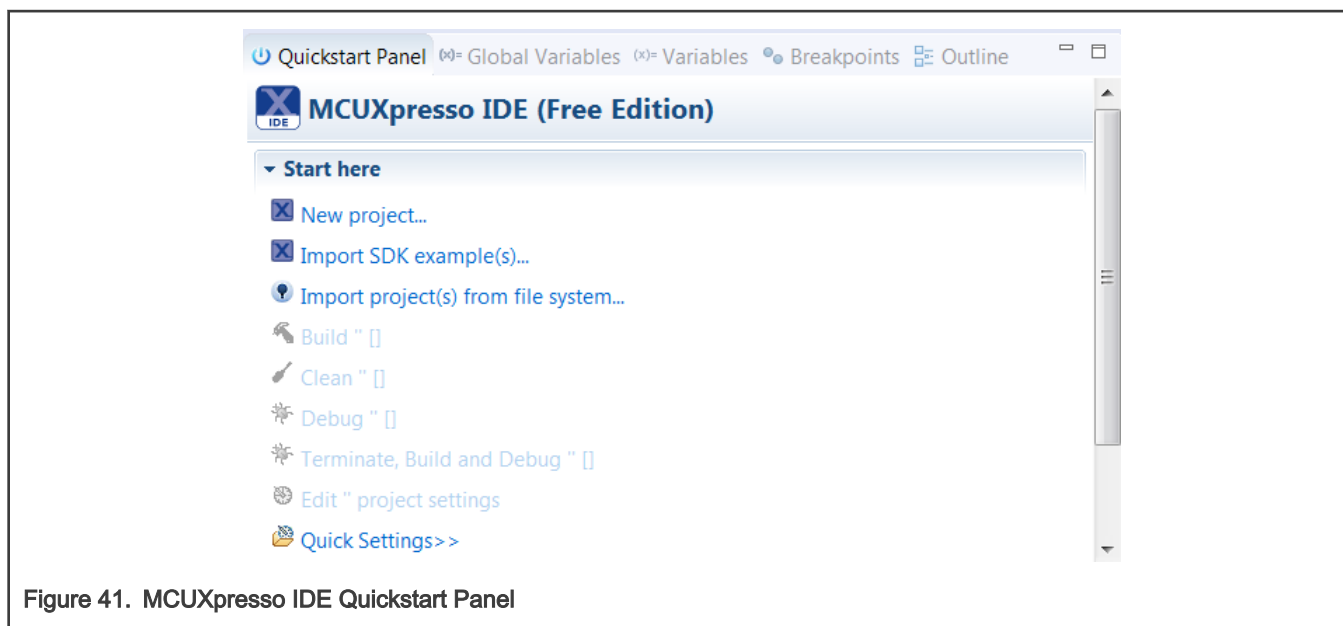 Quickstart Panel (x)= Global Variables (x)= Variables Breakpoints Outline
X IDE MCUXpresso IDE (Free Edition)
Start here
X New project...
X Import SDK example(s)...
Import project(s) from file system...
Build '' []
Clean '' []
Debug '' []
Terminate, Build and Debug '' []
Edit '' project settings
Quick Settings>>
Figure 41. MCUXpresso IDE Quickstart Panel